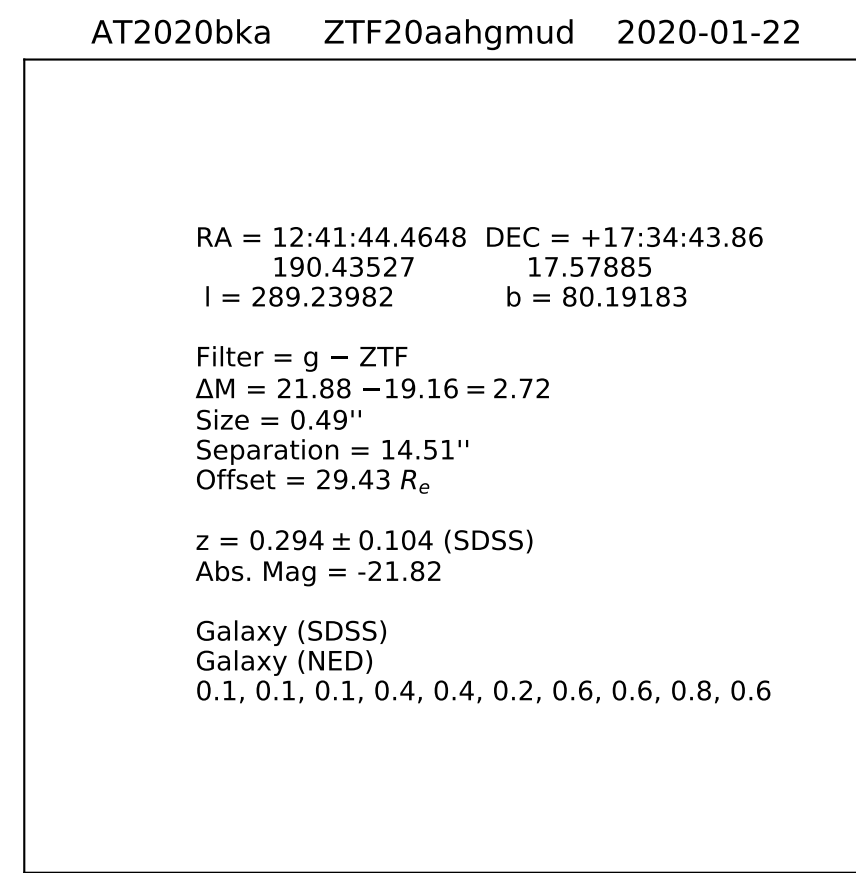 AT2020bka ZTF20aahgmud 2020-01-22
RA = 12:41:44.4648 DEC = +17:34:43.86
190.43527 17.57885
l = 289.23982 b = 80.19183
Filter = g − ZTF
ΔM = 21.88 −19.16 = 2.72
Size = 0.49''
Separation = 14.51''
Offset = 29.43 Re
z = 0.294 ± 0.104 (SDSS)
Abs. Mag = -21.82
Galaxy (SDSS)
Galaxy (NED)
0.1, 0.1, 0.1, 0.4, 0.4, 0.2, 0.6, 0.6, 0.8, 0.6